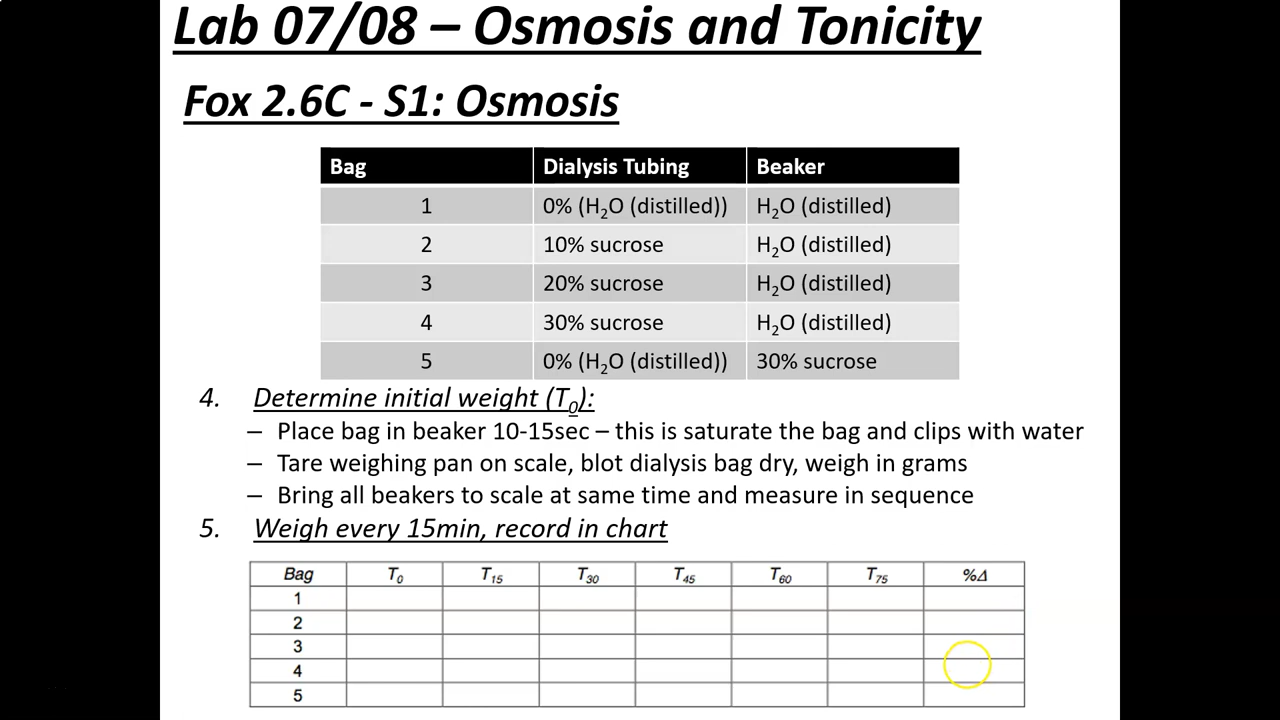 Lab 07/08 – Osmosis and Tonicity
Fox 2.6C - S1: Osmosis
Bag Dialysis Tubing Beaker
1 0% (H₂O (distilled)) H₂O (distilled)
2 10% sucrose H₂O (distilled)
3 20% sucrose H₂O (distilled)
4 30% sucrose H₂O (distilled)
5 0% (H₂O (distilled)) 30% sucrose
4. Determine initial weight (T₀):
– Place bag in beaker 10-15sec – this is saturate the bag and clips with water
– Tare weighing pan on scale, blot dialysis bag dry, weigh in grams
– Bring all beakers to scale at same time and measure in sequence
5. Weigh every 15min, record in chart
Bag T₀ T₁₅ T₃₀ T₄₅ T₆₀ T₇₅ %Δ
1
2
3
4
5